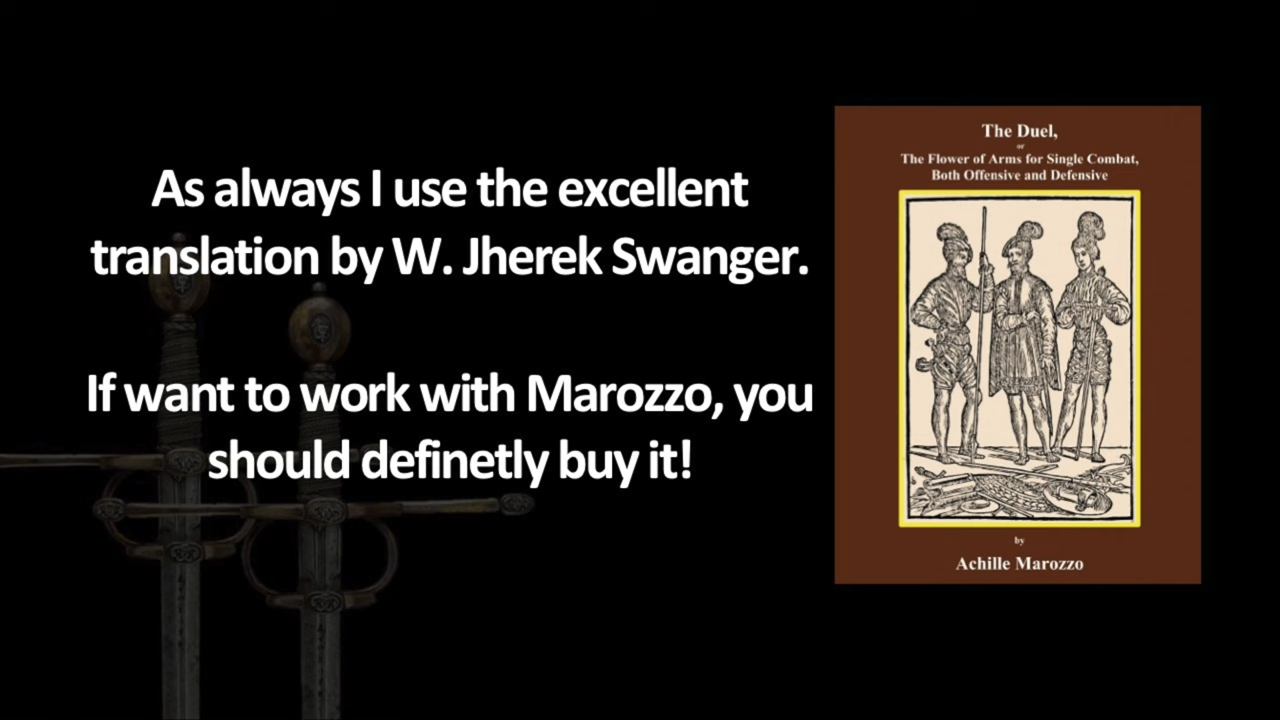 As always I use the excellent
translation by W. Jherek Swanger.
If want to work with Marozzo, you
should definetly buy it!
The Duel,
or
The Flower of Arms for Single Combat,
Both Offensive and Defensive
by
Achille Marozzo